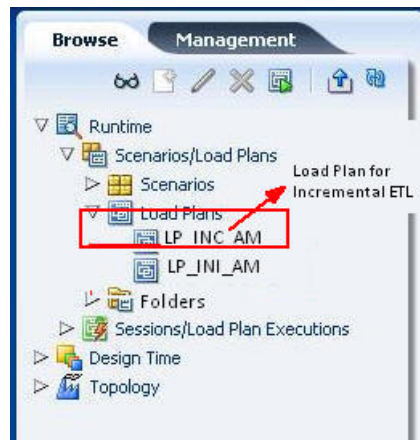 Browse Management
Runtime
Scenarios/Load Plans
Scenarios
Load Plan for
Incremental ETL
Load Plans
LP_INC_AM
LP_INI_AM
Folders
Sessions/Load Plan Executions
Design Time
Topology